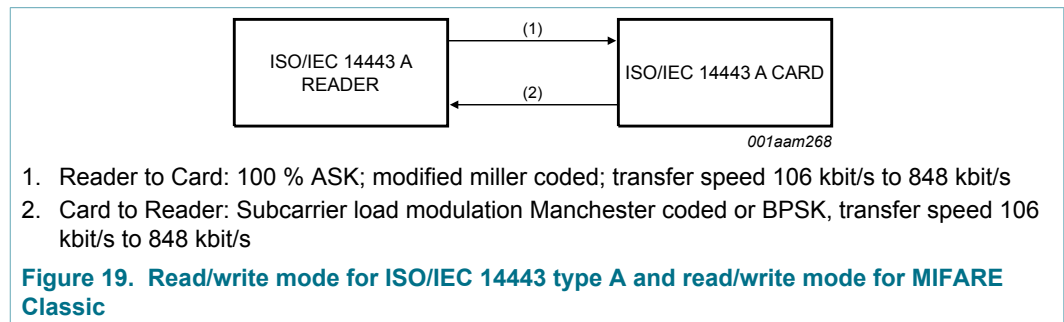 (1)
ISO/IEC 14443 A
READER
ISO/IEC 14443 A CARD
(2)
001aam268
1. Reader to Card: 100 % ASK; modified miller coded; transfer speed 106 kbit/s to 848 kbit/s
2. Card to Reader: Subcarrier load modulation Manchester coded or BPSK, transfer speed 106
kbit/s to 848 kbit/s
Figure 19. Read/write mode for ISO/IEC 14443 type A and read/write mode for MIFARE
Classic